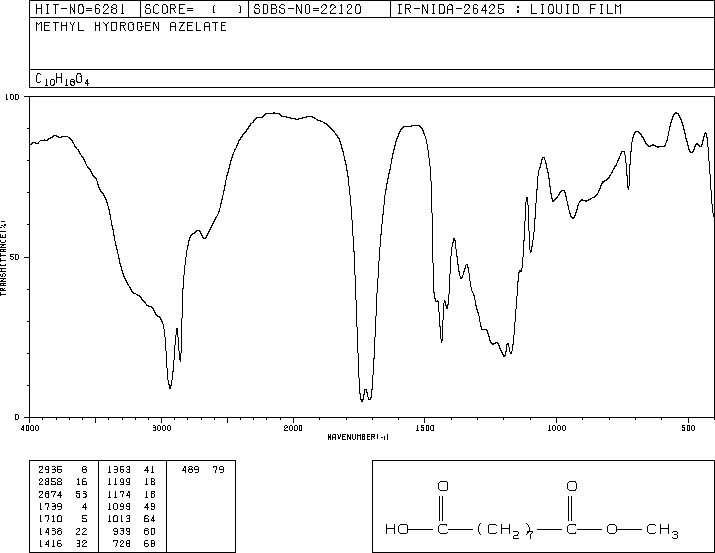 HIT-NO=6281 SCORE= ( ) SDBS-NO=22120 IR-NIDA-26425 : LIQUID FILM
METHYL HYDROGEN AZELATE
C10H18O4
100
50
0
TRANSMITTANCE(%)
4000 3000 2000 1500 1000 500
WAVENUMBER(-1)
2935 8 1363 41 489 79
2858 16 1199 18
2674 53 1174 18
1739 4 1099 49
1710 5 1013 64
1438 22 939 60
1416 32 728 68
O O
HO C (CH2)7 C O CH3